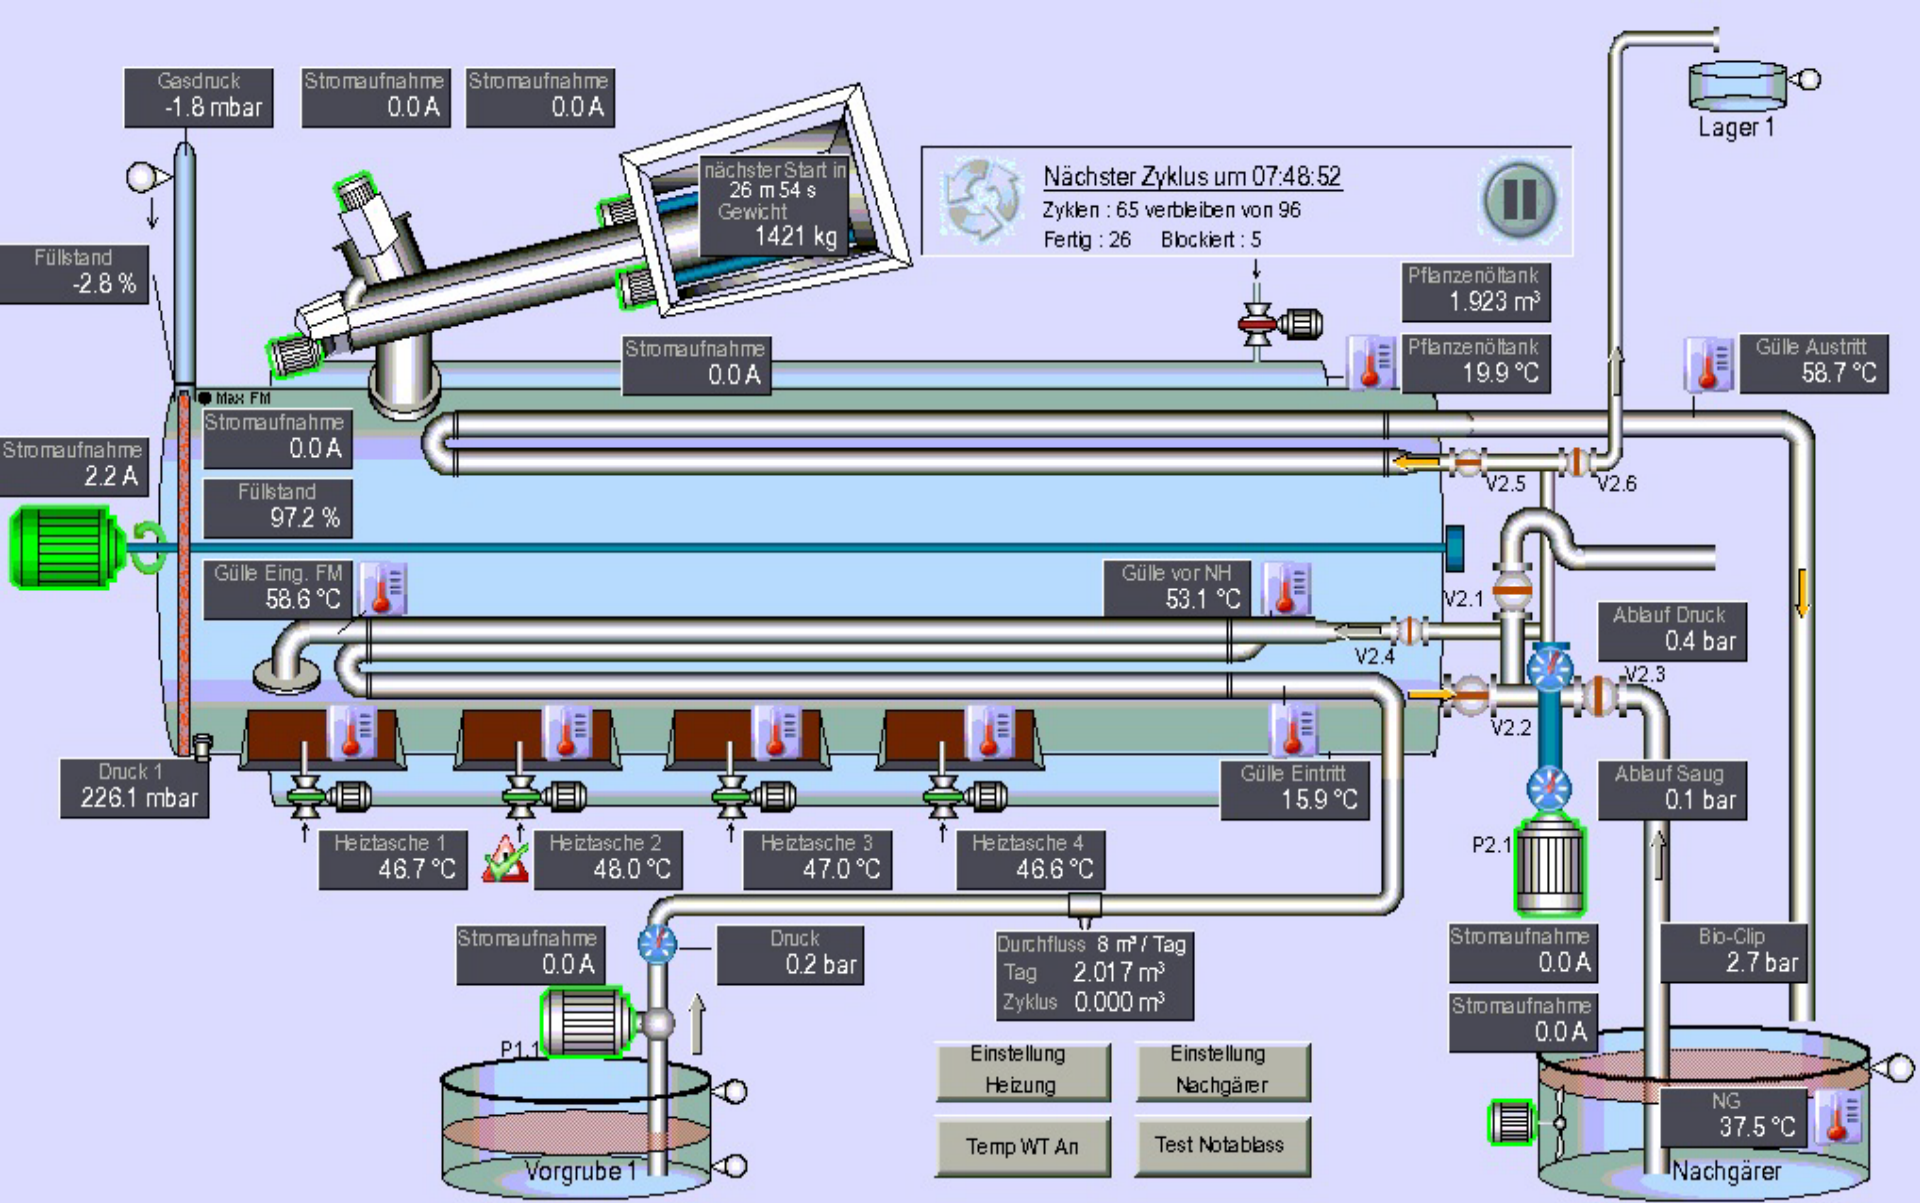 Gasdruck
-1.8 mbar
Stromaufnahme
0.0 A
Stromaufnahme
0.0 A
Lager 1
nächster Start in
26 m 54 s
Gewicht
1421 kg
Nächster Zyklus um 07:48:52
Zyklen : 65 verbleiben von 96
Fertig : 26 Blockiert : 5
Füllstand
-2.8 %
Pflanzenöltank
1.923 m³
Stromaufnahme
0.0 A
Pflanzenöltank
19.9 °C
Gülle Austritt
58.7 °C
Max FM
Stromaufnahme
0.0 A
Stromaufnahme
2.2 A
Füllstand
97.2 %
V2.5
V2.6
Gülle Eing. FM
58.6 °C
Gülle vor NH
53.1 °C
V2.1
Ablauf Druck
0.4 bar
V2.4
V2.3
V2.2
Druck 1
226.1 mbar
Gülle Eintritt
15.9 °C
Ablauf Saug
0.1 bar
Heiztasche 1
46.7 °C
Heiztasche 2
48.0 °C
Heiztasche 3
47.0 °C
Heiztasche 4
46.6 °C
P2.1
Stromaufnahme
0.0 A
Druck
0.2 bar
Durchfluss 8 m³ / Tag
Tag 2.017 m³
Zyklus 0.000 m³
Stromaufnahme
0.0 A
Bio-Clip
2.7 bar
Stromaufnahme
0.0 A
P1.1
Einstellung
Heizung
Einstellung
Nachgärer
NG
37.5 °C
Temp WT An
Test Notablass
Vorgrube 1
Nachgärer